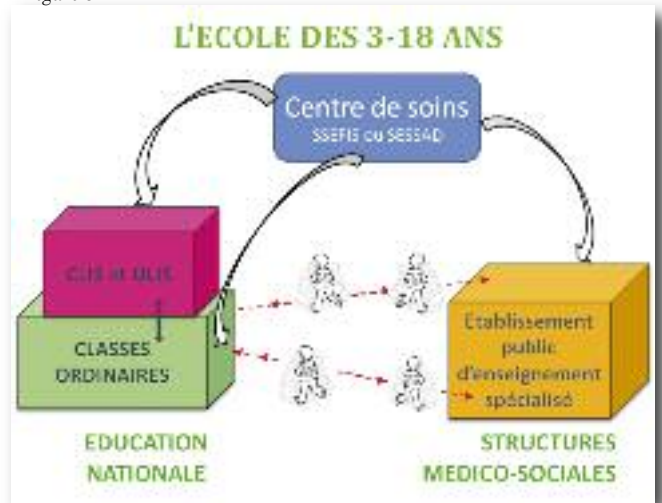 L'ECOLE DES 3-18 ANS
Centre de soins
SSEFIS ou SESSAD
CLIS et ULIS
CLASSES
ORDINAIRES
Etablissement
public
d'enseignement
spécialisé
EDUCATION
NATIONALE
STRUCTURES
MEDICO-SOCIALES